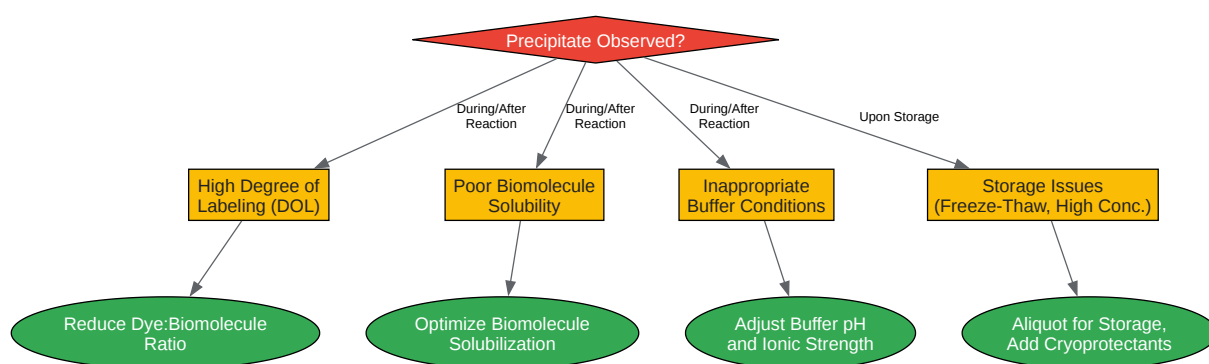 Precipitate Observed?
During/After
Reaction
During/After
Reaction
During/After
Reaction
Upon Storage
High Degree of
Labeling (DOL)
Poor Biomolecule
Solubility
Inappropriate
Buffer Conditions
Storage Issues
(Freeze-Thaw, High Conc.)
Reduce Dye:Biomolecule
Ratio
Optimize Biomolecule
Solubilization
Adjust Buffer pH
and Ionic Strength
Aliquot for Storage,
Add Cryoprotectants